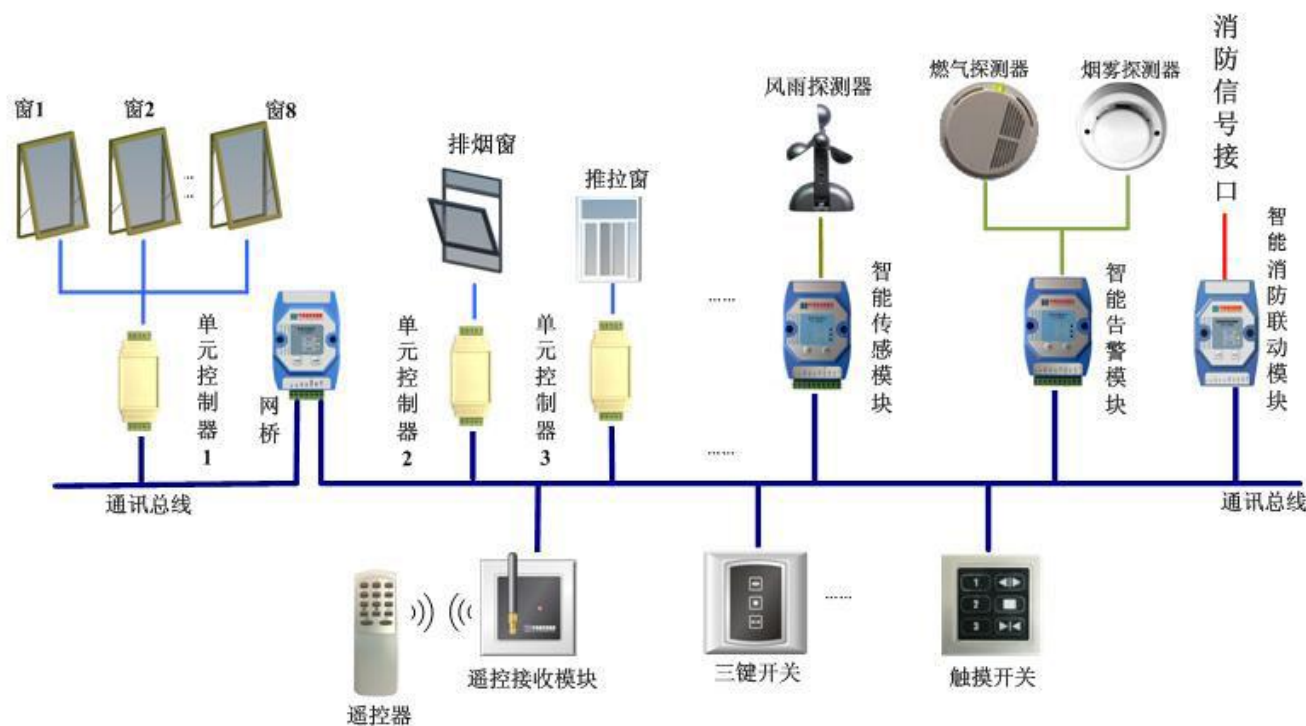 窗1
窗2
窗8
排烟窗
推拉窗
风雨探测器
燃气探测器
烟雾探测器
消防信号接口
单元控制器1
网桥
单元控制器2
单元控制器3
智能传感模块
智能告警模块
智能消防联动模块
……
……
通讯总线
通讯总线
遥控器
遥控接收模块
三键开关
……
1
2
3
触摸开关